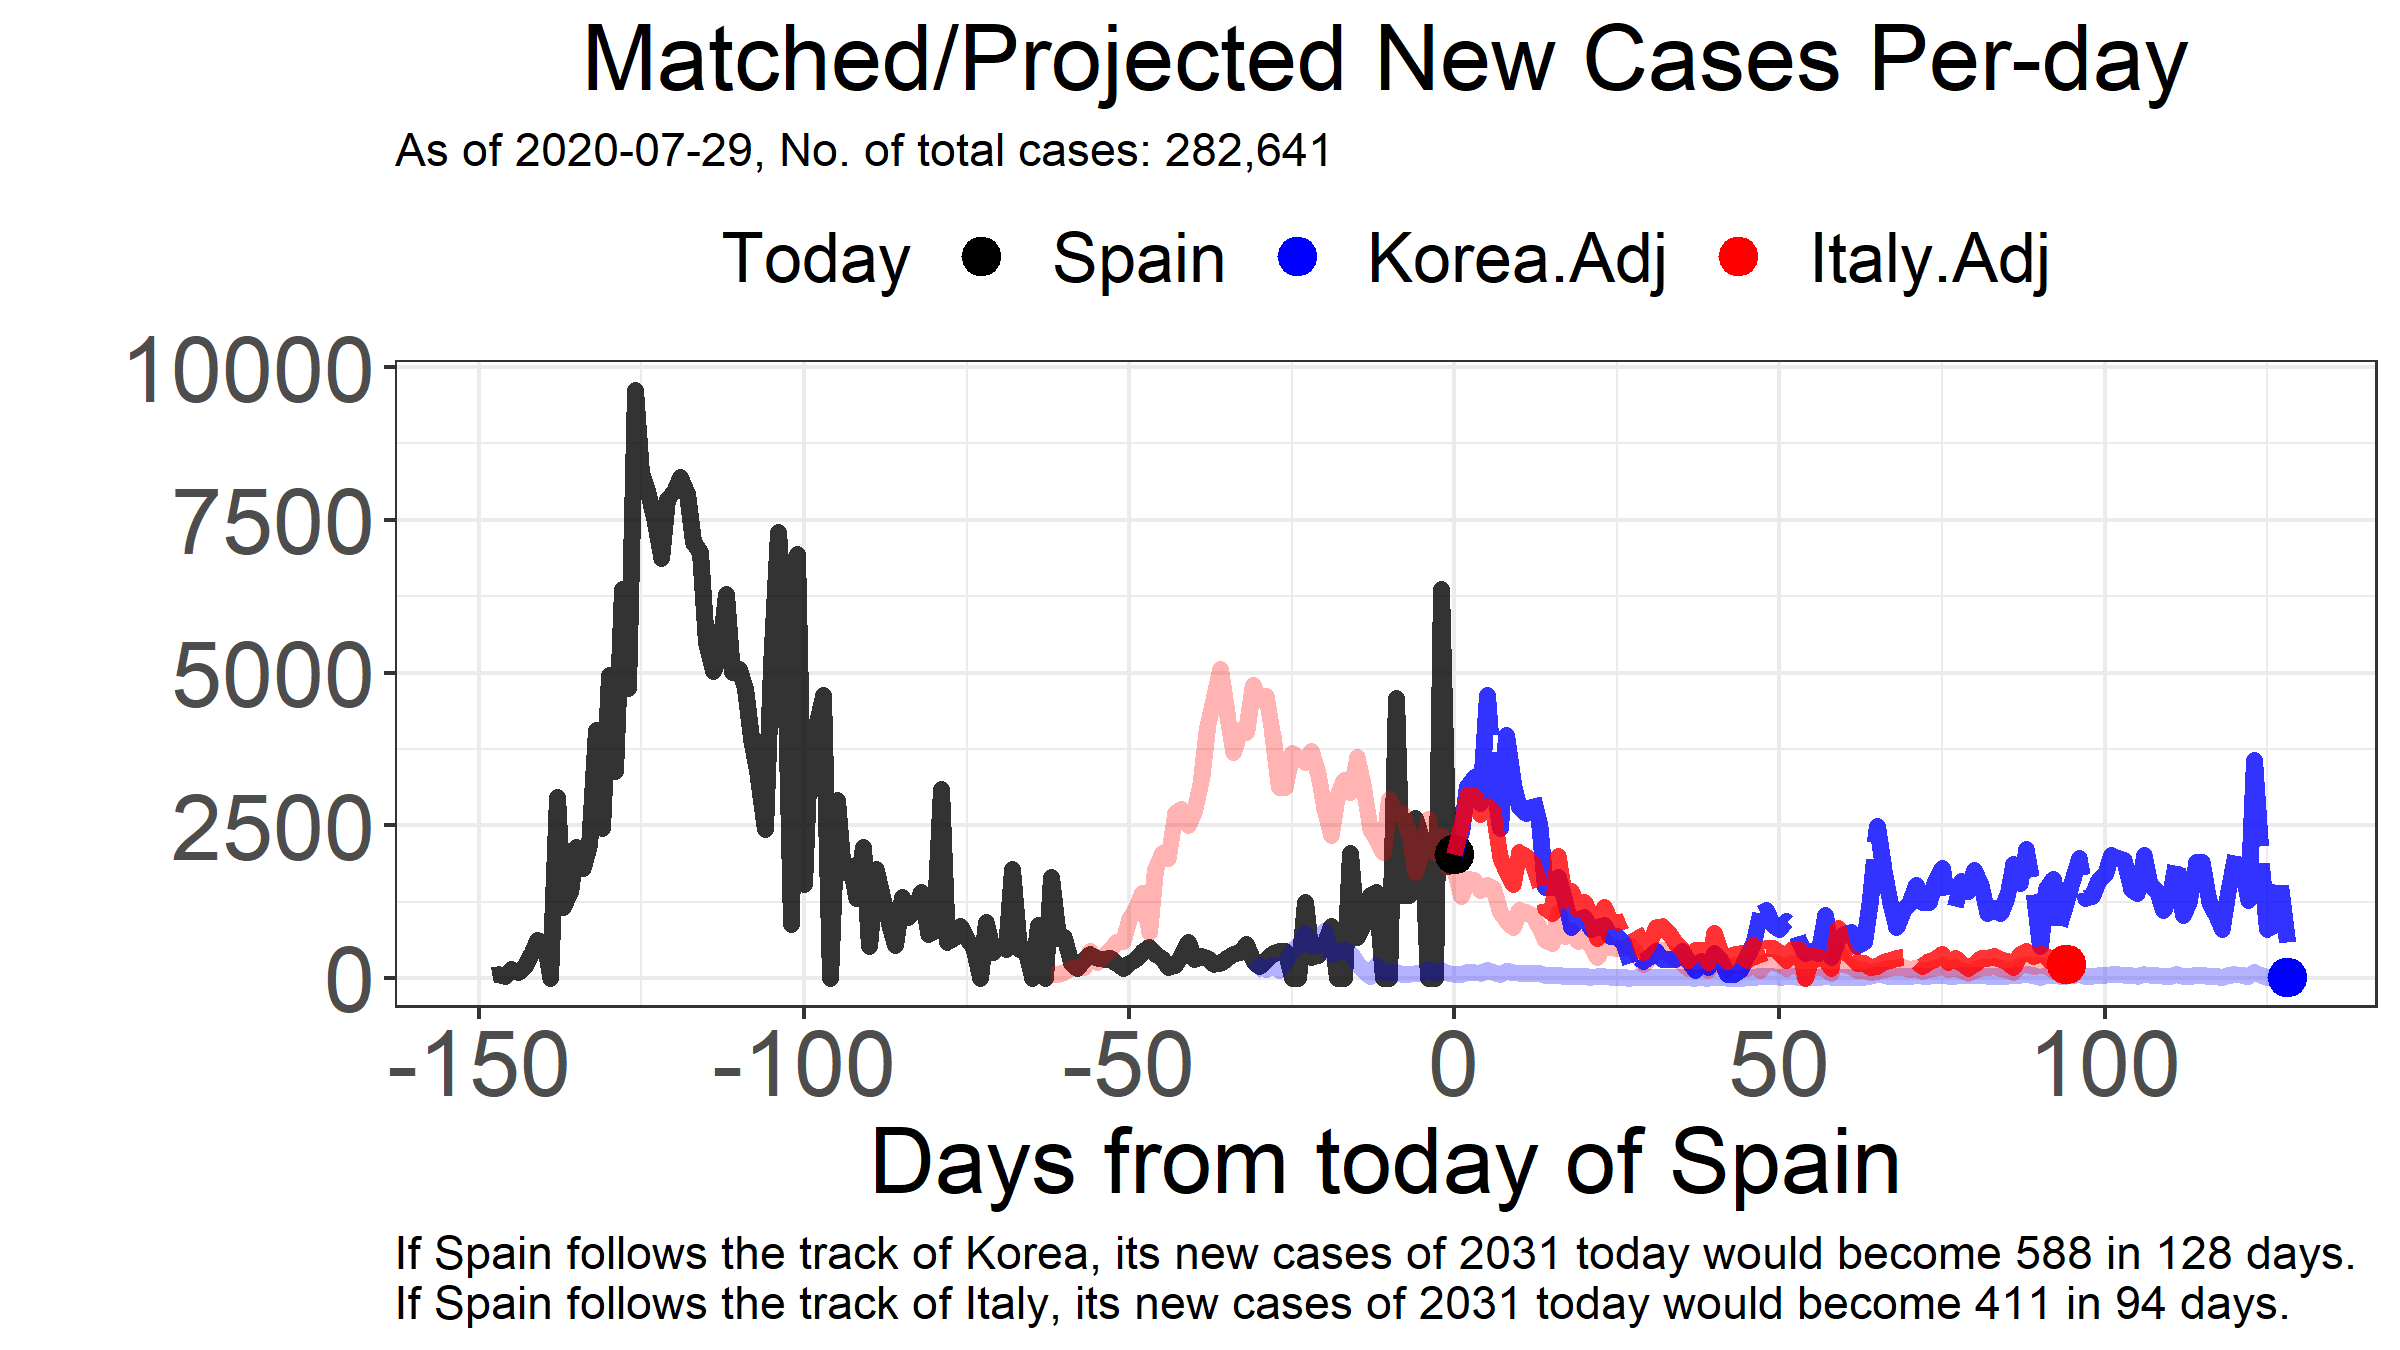 Matched/Projected New Cases Per-day
As of 2020-07-29, No. of total cases: 282,641
Today Spain Korea.Adj Italy.Adj
10000
7500
5000
2500
0
-150 -100 -50 0 50 100
Days from today of Spain
If Spain follows the track of Korea, its new cases of 2031 today would become 588 in 128 days.
If Spain follows the track of Italy, its new cases of 2031 today would become 411 in 94 days.